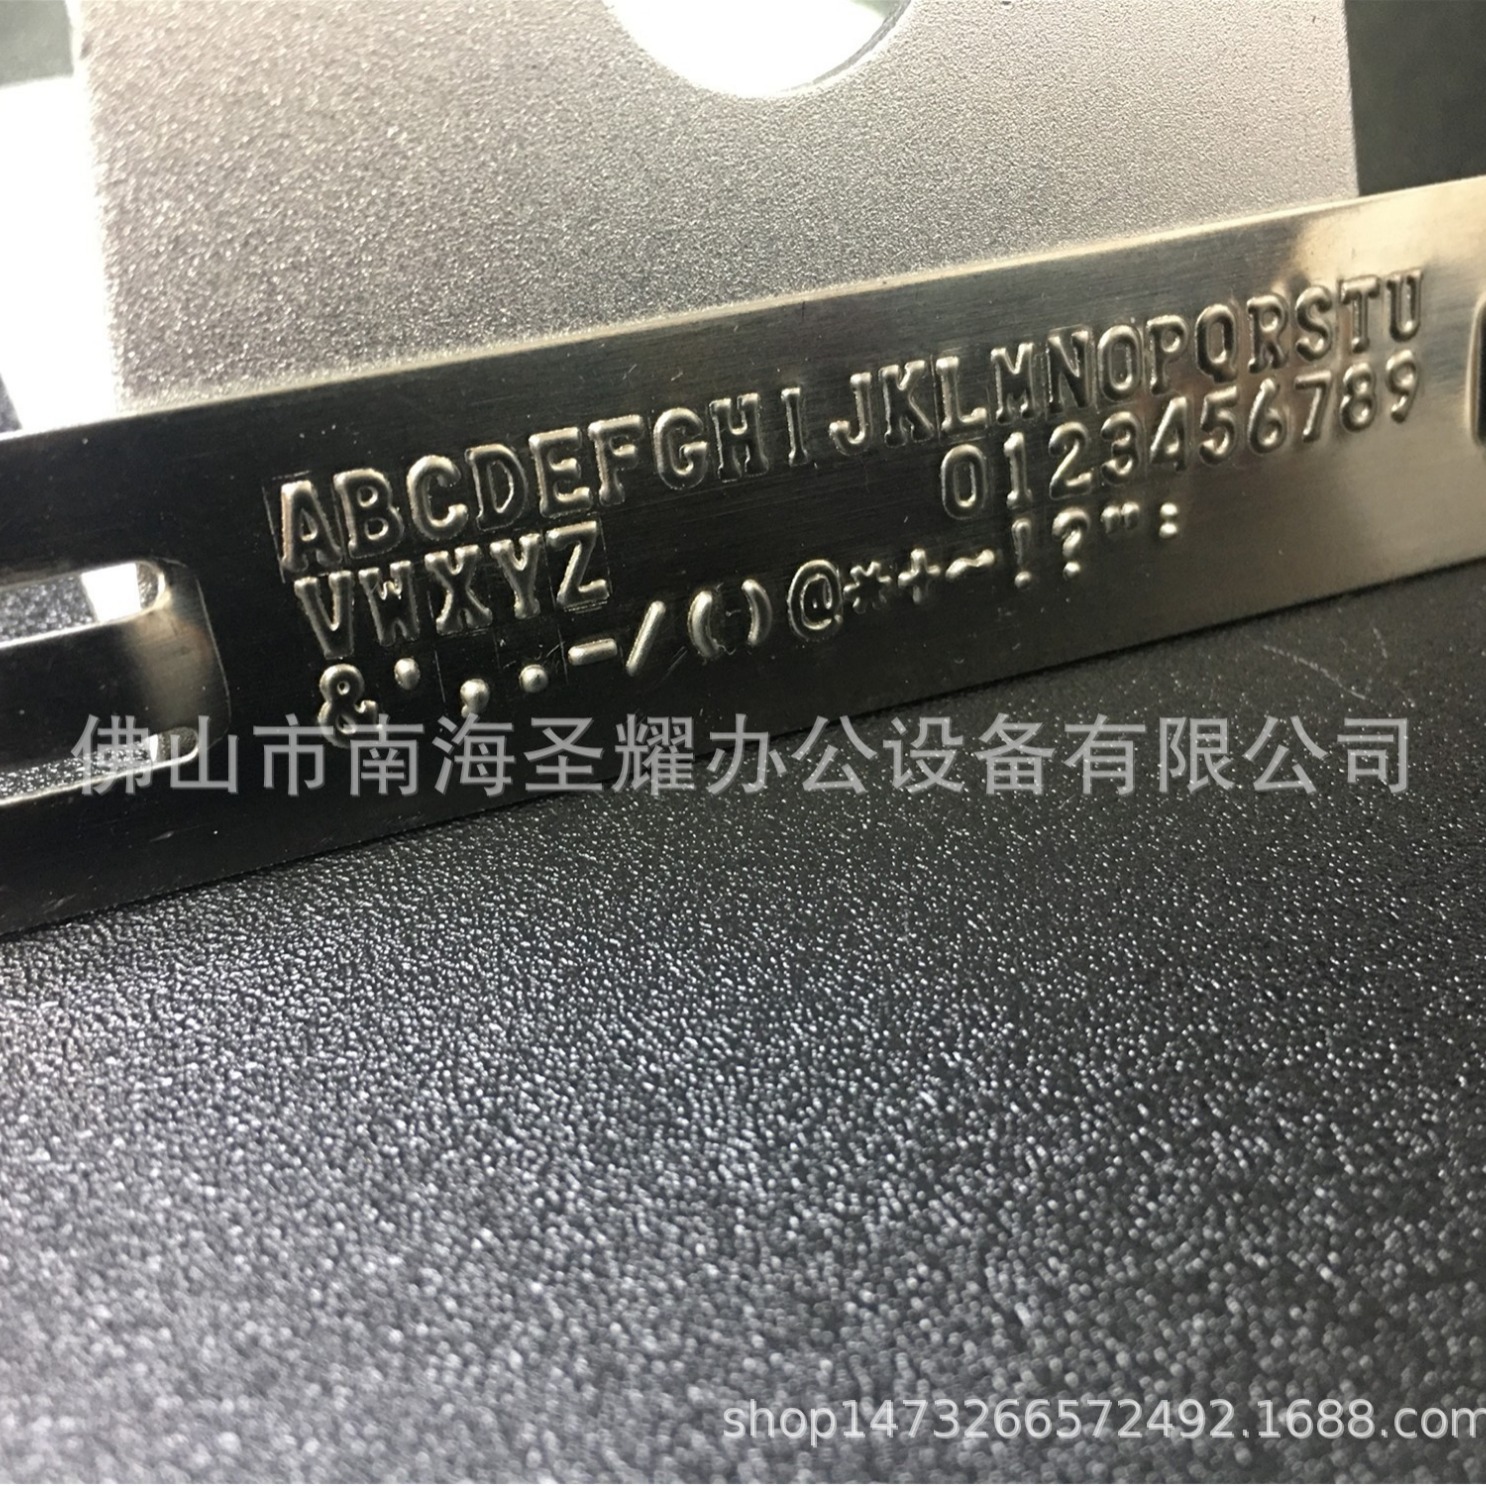 ABCDEFGHIJKLMNOPQRSTU
VWXYZ 0123456789
&',.-/()@*+~!?":
佛山市南海圣耀办公设备有限公司
shop1473266572492.1688.com